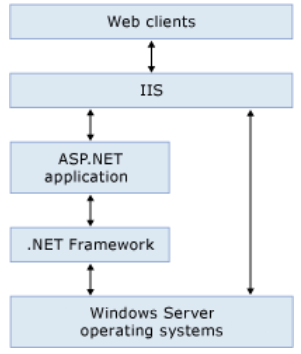 Web clients
IIS
ASP.NET
application
.NET Framework
Windows Server
operating systems